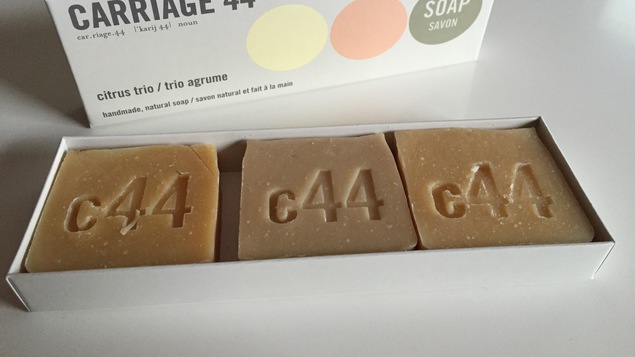 CARRIAGE 44
car.riage.44 |'karij 44| noun
SOAP
SAVON
citrus trio / trio agrume
handmade, natural soap / savon naturel et fait à la main
c44
c44
c44